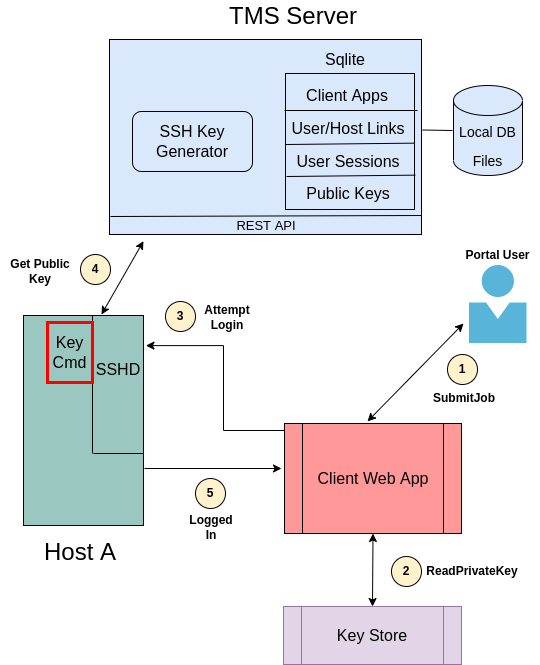 TMS Server
Sqlite
Client Apps
User/Host Links
User Sessions
Public Keys
SSH Key
Generator
Local DB
Files
REST API
Get Public
Key
4
Portal User
3
Attempt
Login
Key
Cmd
SSHD
1
SubmitJob
Client Web App
5
Logged
In
Host A
2
ReadPrivateKey
Key Store